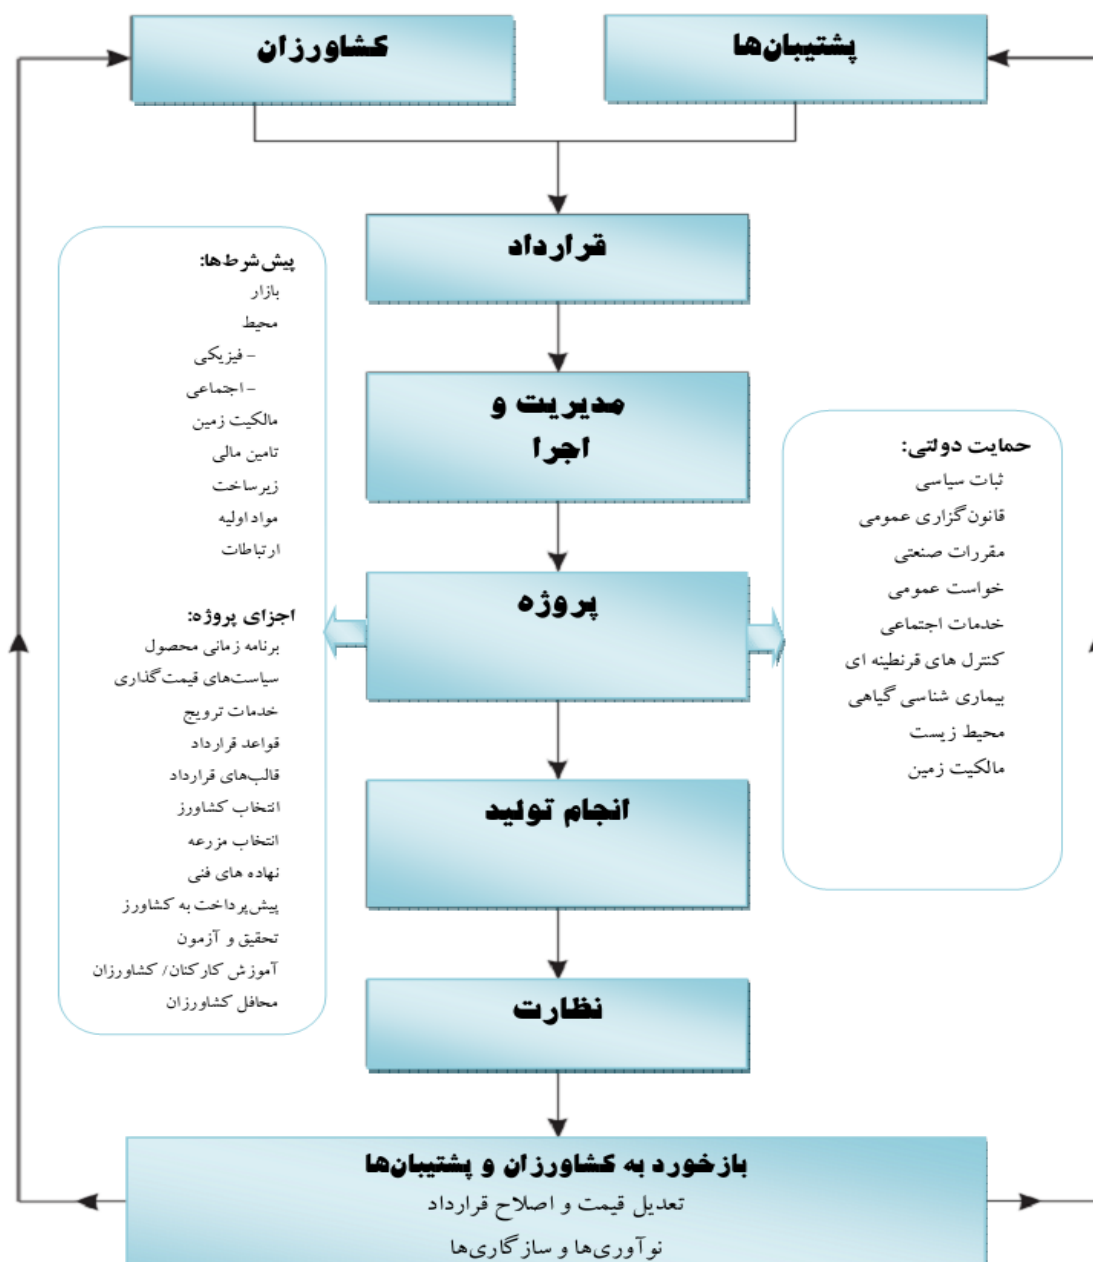 کشاورزان
پشتیبان‌ها
قرارداد
مدیریت و
اجرا
پروژه
انجام تولید
نظارت
بازخورد به کشاورزان و پشتیبان‌ها
تعدیل قیمت و اصلاح قرارداد
نوآوری‌ها و سازگاری‌ها
حمایت دولتی:
ثبات سیاسی
قانون‌گزاری عمومی
مقررات صنعتی
خواست عمومی
خدمات اجتماعی
کنترل های قرنطینه ای
بیماری شناسی گیاهی
محیط زیست
مالکیت زمین
پیش‌شرط‌ها:
بازار
محیط
– فیزیکی
– اجتماعی
مالکیت زمین
تامین مالی
زیرساخت
مواد اولیه
ارتباطات
اجزای پروژه:
برنامه زمانی محصول
سیاست‌های قیمت‌گذاری
خدمات ترویج
قواعد قرارداد
قالب‌های قرارداد
انتخاب کشاورز
انتخاب مزرعه
نهاده های فنی
پیش‌پرداخت به کشاورز
تحقیق و آزمون
آموزش کارکنان/ کشاورزان
محافل کشاورزان